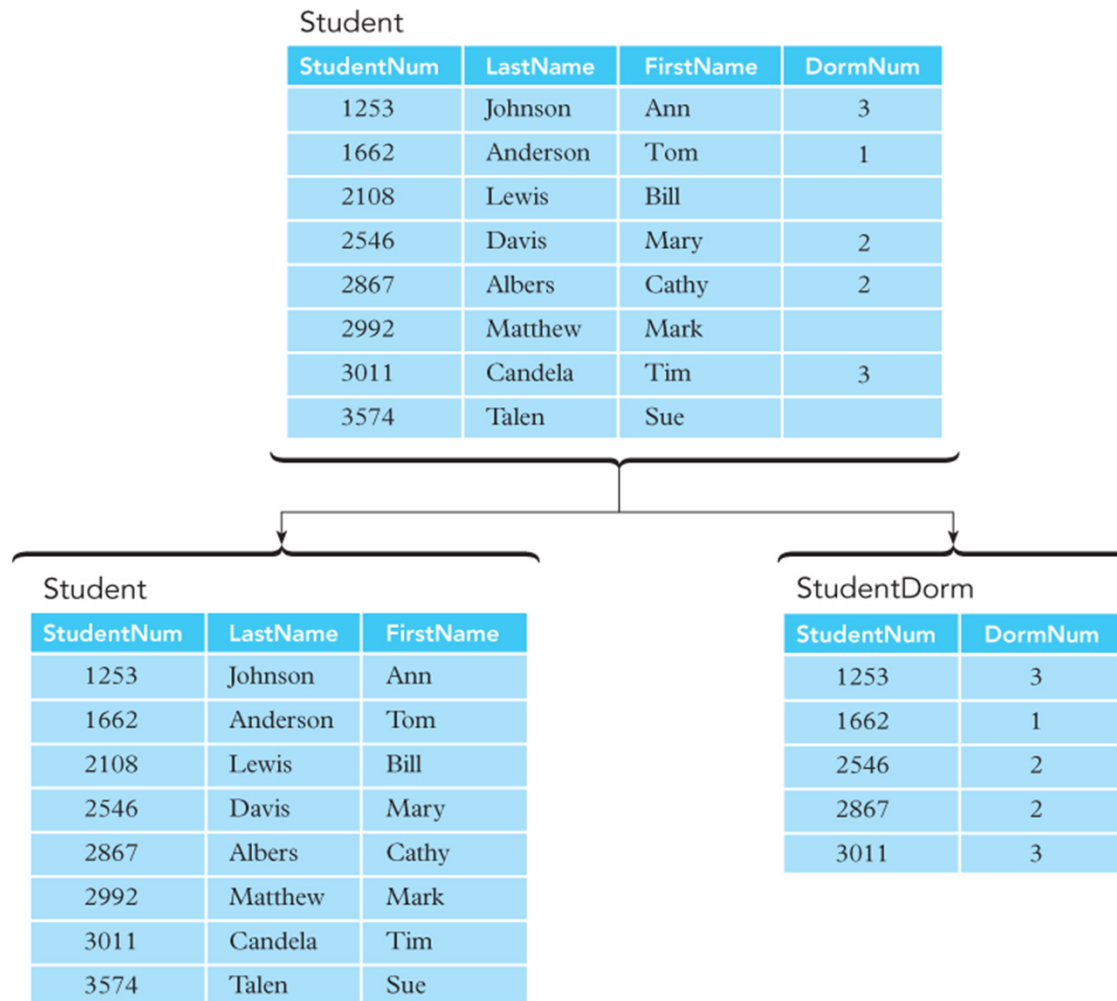 Student
StudentNum LastName FirstName DormNum
1253 Johnson Ann 3
1662 Anderson Tom 1
2108 Lewis Bill
2546 Davis Mary 2
2867 Albers Cathy 2
2992 Matthew Mark
3011 Candela Tim 3
3574 Talen Sue
Student
StudentNum LastName FirstName
1253 Johnson Ann
1662 Anderson Tom
2108 Lewis Bill
2546 Davis Mary
2867 Albers Cathy
2992 Matthew Mark
3011 Candela Tim
3574 Talen Sue
StudentDorm
StudentNum DormNum
1253 3
1662 1
2546 2
2867 2
3011 3